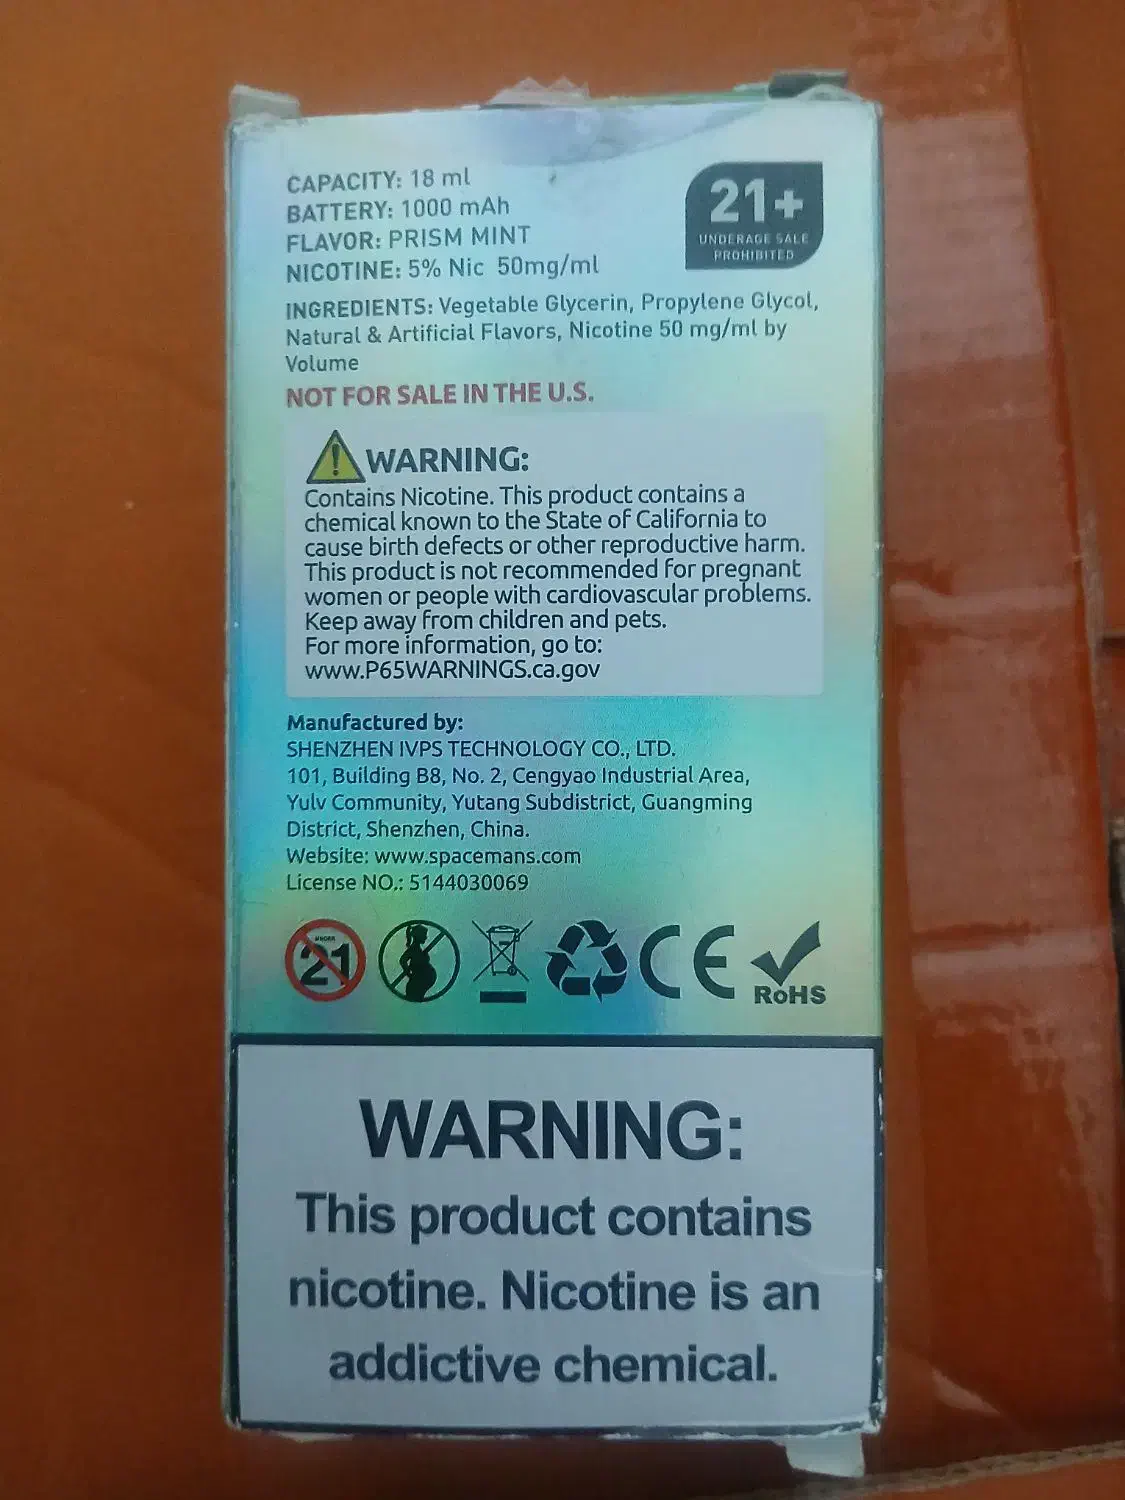 CAPACITY: 18 ml
BATTERY: 1000 mAh
FLAVOR: PRISM MINT
NICOTINE: 5% Nic 50mg/ml
21+
UNDERAGE SALE
PROHIBITED
INGREDIENTS: Vegetable Glycerin, Propylene Glycol,
Natural & Artificial Flavors, Nicotine 50 mg/ml by
Volume
NOT FOR SALE IN THE U.S.
WARNING:
Contains Nicotine. This product contains a
chemical known to the State of California to
cause birth defects or other reproductive harm.
This product is not recommended for pregnant
women or people with cardiovascular problems.
Keep away from children and pets.
For more information, go to:
www.P65WARNINGS.ca.gov
Manufactured by:
SHENZHEN IVPS TECHNOLOGY CO., LTD.
101, Building B8, No. 2, Cengyao Industrial Area,
Yulv Community, Yutang Subdistrict, Guangming
District, Shenzhen, China.
Website: www.spacemans.com
License NO.: 5144030069
UNDER
21
CE
RoHS
WARNING:
This product contains
nicotine. Nicotine is an
addictive chemical.